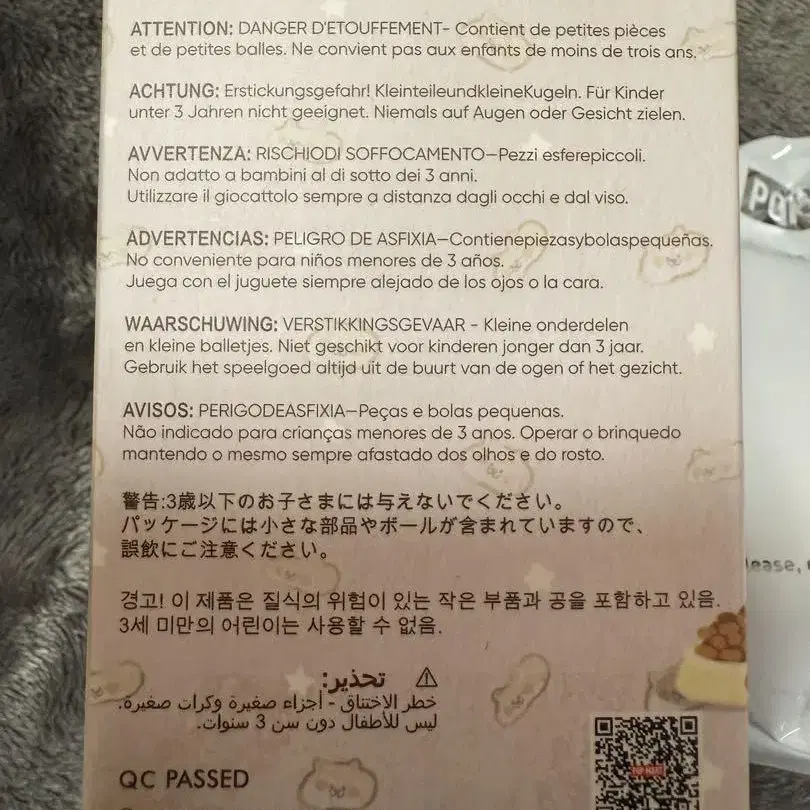 ATTENTION: DANGER D'ETOUFFEMENT- Contient de petites pièces
et de petites balles. Ne convient pas aux enfants de moins de trois ans.
ACHTUNG: Erstickungsgefahr! KleinteileundkleineKugeln. Für Kinder
unter 3 Jahren nicht geeignet. Niemals auf Augen oder Gesicht zielen.
AVVERTENZA: RISCHIODI SOFFOCAMENTO—Pezzi esferepiccoli.
Non adatto a bambini al di sotto dei 3 anni.
Utilizzare il giocattolo sempre a distanza dagli occhi e dal viso.
ADVERTENCIAS: PELIGRO DE ASFIXIA—Contienepiezasybolaspequeñas.
No conveniente para niños menores de 3 años.
Juega con el juguete siempre alejado de los ojos o la cara.
WAARSCHUWING: VERSTIKKINGSGEVAAR - Kleine onderdelen
en kleine balletjes. Niet geschikt voor kinderen jonger dan 3 jaar.
Gebruik het speelgoed altijd uit de buurt van de ogen of het gezicht.
AVISOS: PERIGODEASFIXIA—Peças e bolas pequenas.
Não indicado para crianças menores de 3 anos. Operar o brinquedo
mantendo o mesmo sempre afastado dos olhos e do rosto.
警告:3歳以下のお子さまには与えないでください。
パッケージには小さな部品やボールが含まれていますので、
誤飲にご注意ください。
경고! 이 제품은 질식의 위험이 있는 작은 부품과 공을 포함하고 있음.
3세 미만의 어린이는 사용할 수 없음.
⚠ تحذير:
خطر الاختناق - أجزاء صغيرة وكرات صغيرة.
ليس للأطفال دون سن 3 سنوات.
QC PASSED
POP MART